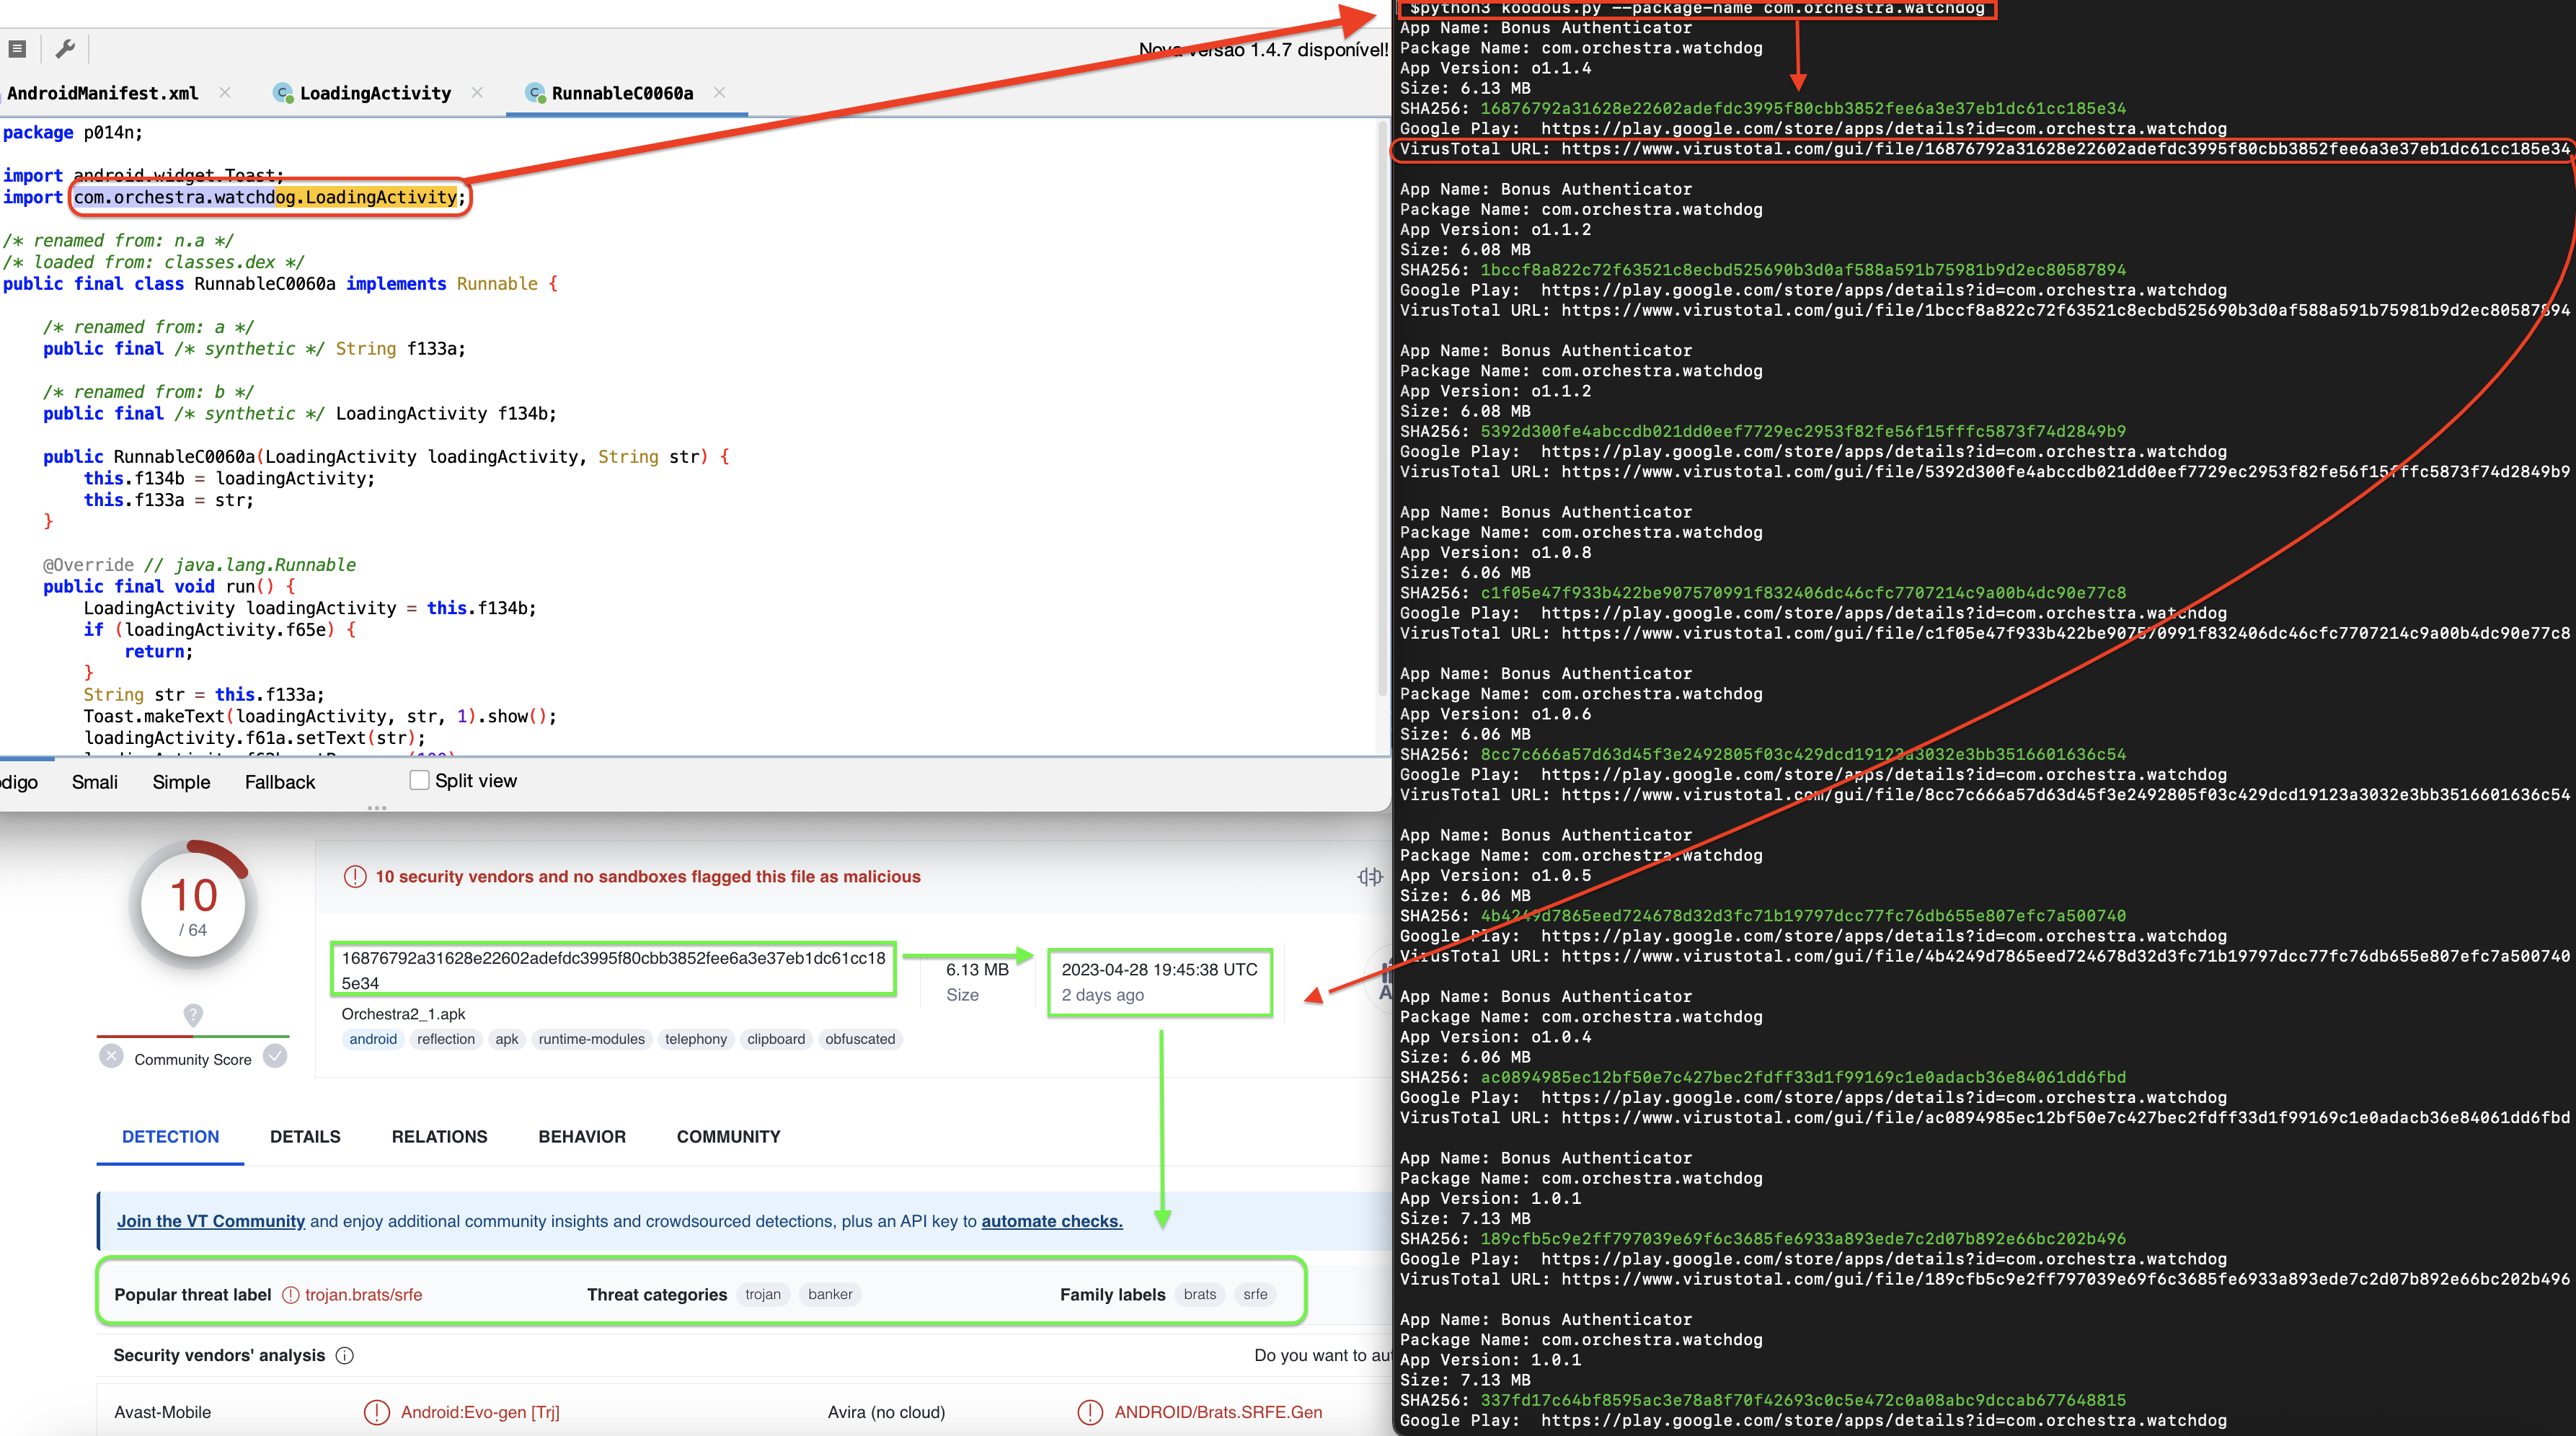 Nova versão 1.4.7 disponível!
AndroidManifest.xml
LoadingActivity
RunnableC0060a
package p014n;
import android.widget.Toast;
import com.orchestra.watchdog.LoadingActivity;
/* renamed from: n.a */
/* loaded from: classes.dex */
public final class RunnableC0060a implements Runnable {
/* renamed from: a */
public final /* synthetic */ String f133a;
/* renamed from: b */
public final /* synthetic */ LoadingActivity f134b;
public RunnableC0060a(LoadingActivity loadingActivity, String str) {
this.f134b = loadingActivity;
this.f133a = str;
}
@Override // java.lang.Runnable
public final void run() {
LoadingActivity loadingActivity = this.f134b;
if (loadingActivity.f65e) {
return;
}
String str = this.f133a;
Toast.makeText(loadingActivity, str, 1).show();
loadingActivity.f61a.setText(str);
digo Smali Simple Fallback Split view
10
/ 64
Community Score
10 security vendors and no sandboxes flagged this file as malicious
16876792a31628e22602adefdc3995f80cbb3852fee6a3e37eb1dc61cc18
5e34
Orchestra2_1.apk
android reflection apk runtime-modules telephony clipboard obfuscated
6.13 MB
Size
2023-04-28 19:45:38 UTC
2 days ago
DETECTION DETAILS RELATIONS BEHAVIOR COMMUNITY
Join the VT Community and enjoy additional community insights and crowdsourced detections, plus an API key to automate checks.
Popular threat label trojan.brats/srfe Threat categories trojan banker Family labels brats srfe
Security vendors' analysis Do you want to au
Avast-Mobile Android:Evo-gen [Trj] Avira (no cloud) ANDROID/Brats.SRFE.Gen
$python3 koodous.py --package-name com.orchestra.watchdog
App Name: Bonus Authenticator
Package Name: com.orchestra.watchdog
App Version: o1.1.4
Size: 6.13 MB
SHA256: 16876792a31628e22602adefdc3995f80cbb3852fee6a3e37eb1dc61cc185e34
Google Play: https://play.google.com/store/apps/details?id=com.orchestra.watchdog
VirusTotal URL: https://www.virustotal.com/gui/file/16876792a31628e22602adefdc3995f80cbb3852fee6a3e37eb1dc61cc185e34
App Name: Bonus Authenticator
Package Name: com.orchestra.watchdog
App Version: o1.1.2
Size: 6.08 MB
SHA256: 1bccf8a822c72f63521c8ecbd525690b3d0af588a591b75981b9d2ec80587894
Google Play: https://play.google.com/store/apps/details?id=com.orchestra.watchdog
VirusTotal URL: https://www.virustotal.com/gui/file/1bccf8a822c72f63521c8ecbd525690b3d0af588a591b75981b9d2ec80587894
App Name: Bonus Authenticator
Package Name: com.orchestra.watchdog
App Version: o1.1.2
Size: 6.08 MB
SHA256: 5392d300fe4abccdb021dd0eef7729ec2953f82fe56f15fffc5873f74d2849b9
Google Play: https://play.google.com/store/apps/details?id=com.orchestra.watchdog
VirusTotal URL: https://www.virustotal.com/gui/file/5392d300fe4abccdb021dd0eef7729ec2953f82fe56f15fffc5873f74d2849b9
App Name: Bonus Authenticator
Package Name: com.orchestra.watchdog
App Version: o1.0.8
Size: 6.06 MB
SHA256: c1f05e47f933b422be907570991f832406dc46cfc7707214c9a00b4dc90e77c8
Google Play: https://play.google.com/store/apps/details?id=com.orchestra.watchdog
VirusTotal URL: https://www.virustotal.com/gui/file/c1f05e47f933b422be907570991f832406dc46cfc7707214c9a00b4dc90e77c8
App Name: Bonus Authenticator
Package Name: com.orchestra.watchdog
App Version: o1.0.6
Size: 6.06 MB
SHA256: 8cc7c666a57d63d45f3e2492805f03c429dcd19123a3032e3bb3516601636c54
Google Play: https://play.google.com/store/apps/details?id=com.orchestra.watchdog
VirusTotal URL: https://www.virustotal.com/gui/file/8cc7c666a57d63d45f3e2492805f03c429dcd19123a3032e3bb3516601636c54
App Name: Bonus Authenticator
Package Name: com.orchestra.watchdog
App Version: o1.0.5
Size: 6.06 MB
SHA256: 4b4249d7865eed724678d32d3fc71b19797dcc77fc76db655e807efc7a500740
Google Play: https://play.google.com/store/apps/details?id=com.orchestra.watchdog
VirusTotal URL: https://www.virustotal.com/gui/file/4b4249d7865eed724678d32d3fc71b19797dcc77fc76db655e807efc7a500740
App Name: Bonus Authenticator
Package Name: com.orchestra.watchdog
App Version: o1.0.4
Size: 6.06 MB
SHA256: ac0894985ec12bf50e7c427bec2fdff33d1f99169c1e0adacb36e84061dd6fbd
Google Play: https://play.google.com/store/apps/details?id=com.orchestra.watchdog
VirusTotal URL: https://www.virustotal.com/gui/file/ac0894985ec12bf50e7c427bec2fdff33d1f99169c1e0adacb36e84061dd6fbd
App Name: Bonus Authenticator
Package Name: com.orchestra.watchdog
App Version: 1.0.1
Size: 7.13 MB
SHA256: 189cfb5c9e2ff797039e69f6c3685fe6933a893ede7c2d07b892e66bc202b496
Google Play: https://play.google.com/store/apps/details?id=com.orchestra.watchdog
VirusTotal URL: https://www.virustotal.com/gui/file/189cfb5c9e2ff797039e69f6c3685fe6933a893ede7c2d07b892e66bc202b496
App Name: Bonus Authenticator
Package Name: com.orchestra.watchdog
App Version: 1.0.1
Size: 7.13 MB
SHA256: 337fd17c64bf8595ac3e78a8f70f42693c0c5e472c0a08abc9dccab677648815
Google Play: https://play.google.com/store/apps/details?id=com.orchestra.watchdog